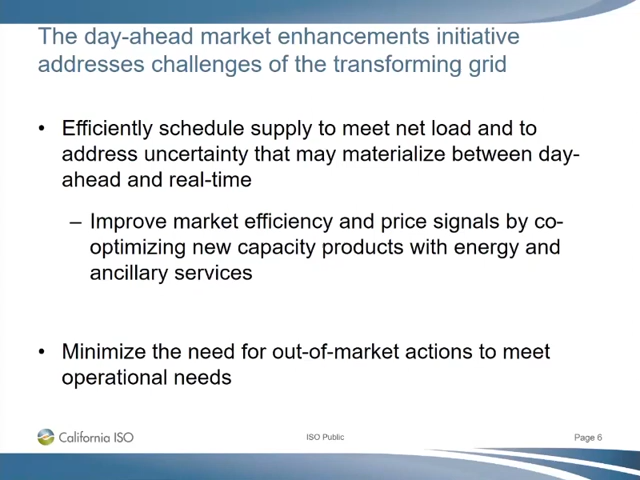 The day-ahead market enhancements initiative
addresses challenges of the transforming grid
• Efficiently schedule supply to meet net load and to
address uncertainty that may materialize between day-
ahead and real-time
– Improve market efficiency and price signals by co-
optimizing new capacity products with energy and
ancillary services
• Minimize the need for out-of-market actions to meet
operational needs
California ISO
ISO Public
Page 6